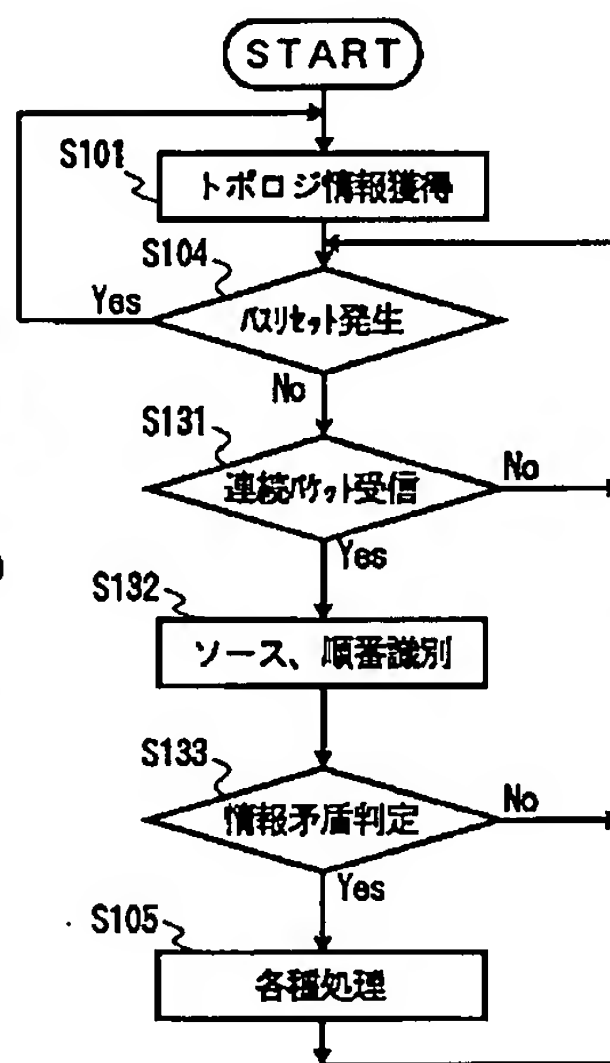 START
S101
トポロジ情報獲得
S104
Yes
バスリセット発生
No
S131
連続パケット受信
No
Yes
S132
ソース、順番識別
S133
情報矛盾判定
No
Yes
S105
各種処理